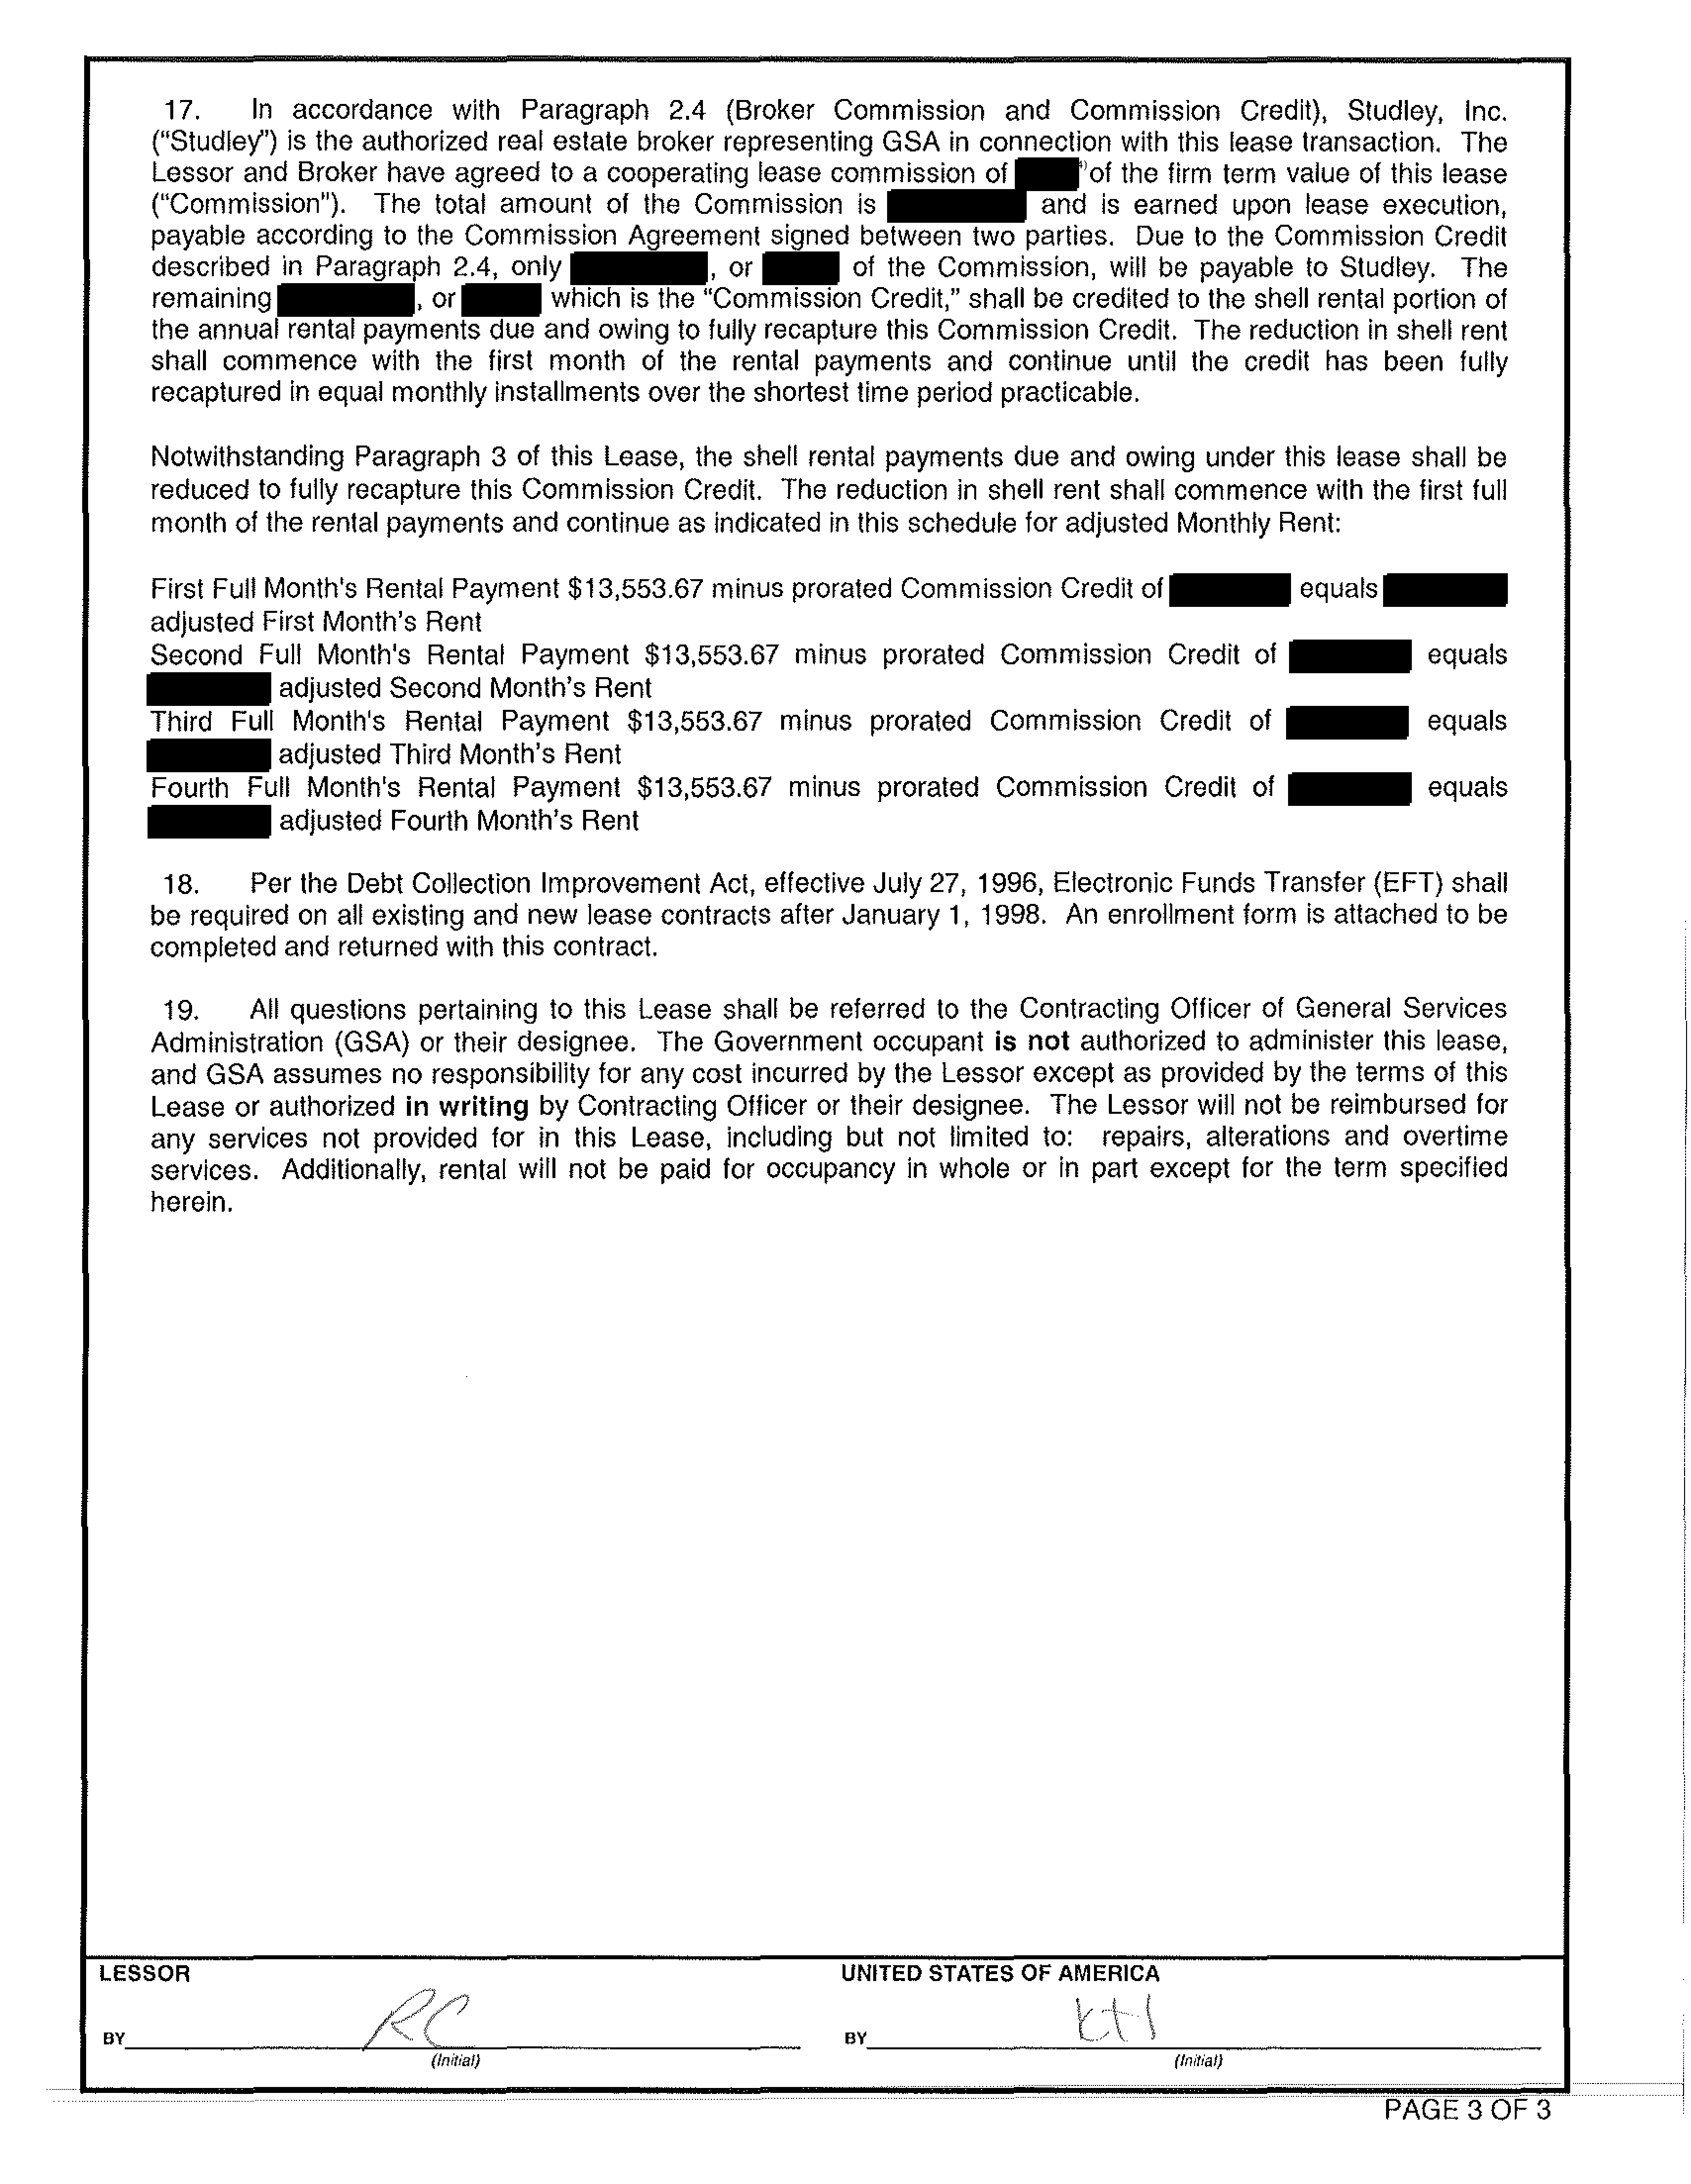 17. In accordance with Paragraph 2.4 (Broker Commission and Commission Credit), Studley, Inc.
("Studley") is the authorized real estate broker representing GSA in connection with this lease transaction. The
Lessor and Broker have agreed to a cooperating lease commission of of the firm term value of this lease
("Commission"). The total amount of the Commission is and is earned upon lease execution,
payable according to the Commission Agreement signed between two parties. Due to the Commission Credit
described in Paragraph 2.4, only , or of the Commission, will be payable to Studley. The
remaining , or which is the "Commission Credit," shall be credited to the shell rental portion of
the annual rental payments due and owing to fully recapture this Commission Credit. The reduction in shell rent
shall commence with the first month of the rental payments and continue until the credit has been fully
recaptured in equal monthly installments over the shortest time period practicable.
Notwithstanding Paragraph 3 of this Lease, the shell rental payments due and owing under this lease shall be
reduced to fully recapture this Commission Credit. The reduction in shell rent shall commence with the first full
month of the rental payments and continue as indicated in this schedule for adjusted Monthly Rent:
First Full Month's Rental Payment $13,553.67 minus prorated Commission Credit of equals
adjusted First Month's Rent
Second Full Month's Rental Payment $13,553.67 minus prorated Commission Credit of equals
adjusted Second Month's Rent
Third Full Month's Rental Payment $13,553.67 minus prorated Commission Credit of equals
adjusted Third Month's Rent
Fourth Full Month's Rental Payment $13,553.67 minus prorated Commission Credit of equals
adjusted Fourth Month's Rent
18. Per the Debt Collection Improvement Act, effective July 27, 1996, Electronic Funds Transfer (EFT) shall
be required on all existing and new lease contracts after January 1, 1998. An enrollment form is attached to be
completed and returned with this contract.
19. All questions pertaining to this Lease shall be referred to the Contracting Officer of General Services
Administration (GSA) or their designee. The Government occupant is not authorized to administer this lease,
and GSA assumes no responsibility for any cost incurred by the Lessor except as provided by the terms of this
Lease or authorized in writing by Contracting Officer or their designee. The Lessor will not be reimbursed for
any services not provided for in this Lease, including but not limited to: repairs, alterations and overtime
services. Additionally, rental will not be paid for occupancy in whole or in part except for the term specified
herein.
LESSOR UNITED STATES OF AMERICA
BY RC BY KH
(Initial) (Initial)
PAGE 3 OF 3